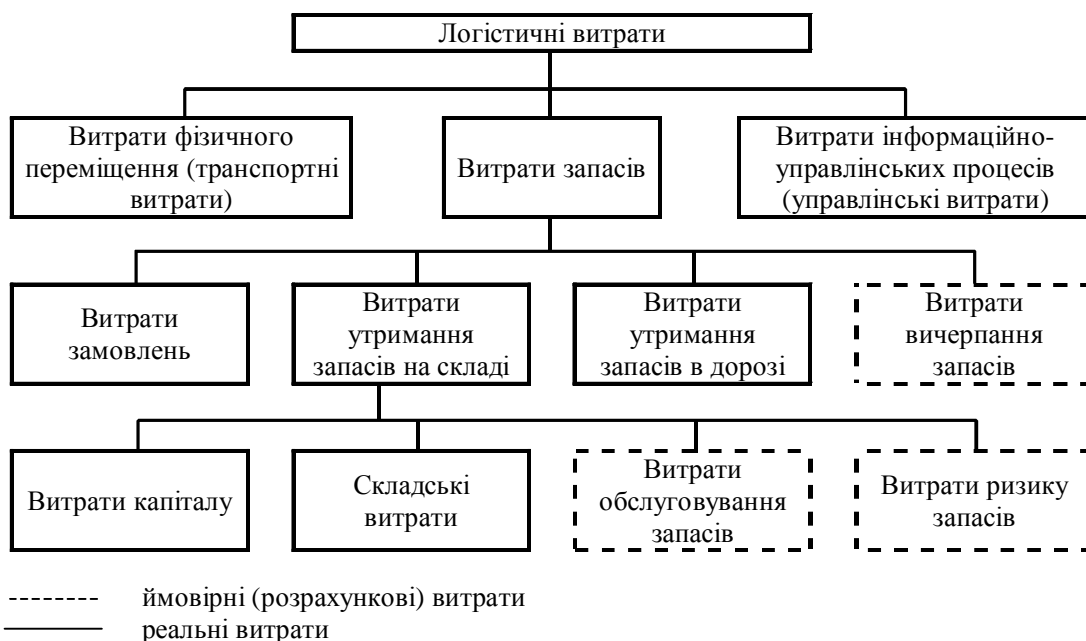 Логістичні витрати
Витрати фізичного
переміщення (транспортні
витрати)
Витрати запасів
Витрати інформаційно-
управлінських процесів
(управлінські витрати)
Витрати
замовлень
Витрати
утримання
запасів на складі
Витрати
утримання
запасів в дорозі
Витрати
вичерпання
запасів
Витрати капіталу
Складські
витрати
Витрати
обслуговування
запасів
Витрати ризику
запасів
ймовірні (розрахункові) витрати
реальні витрати